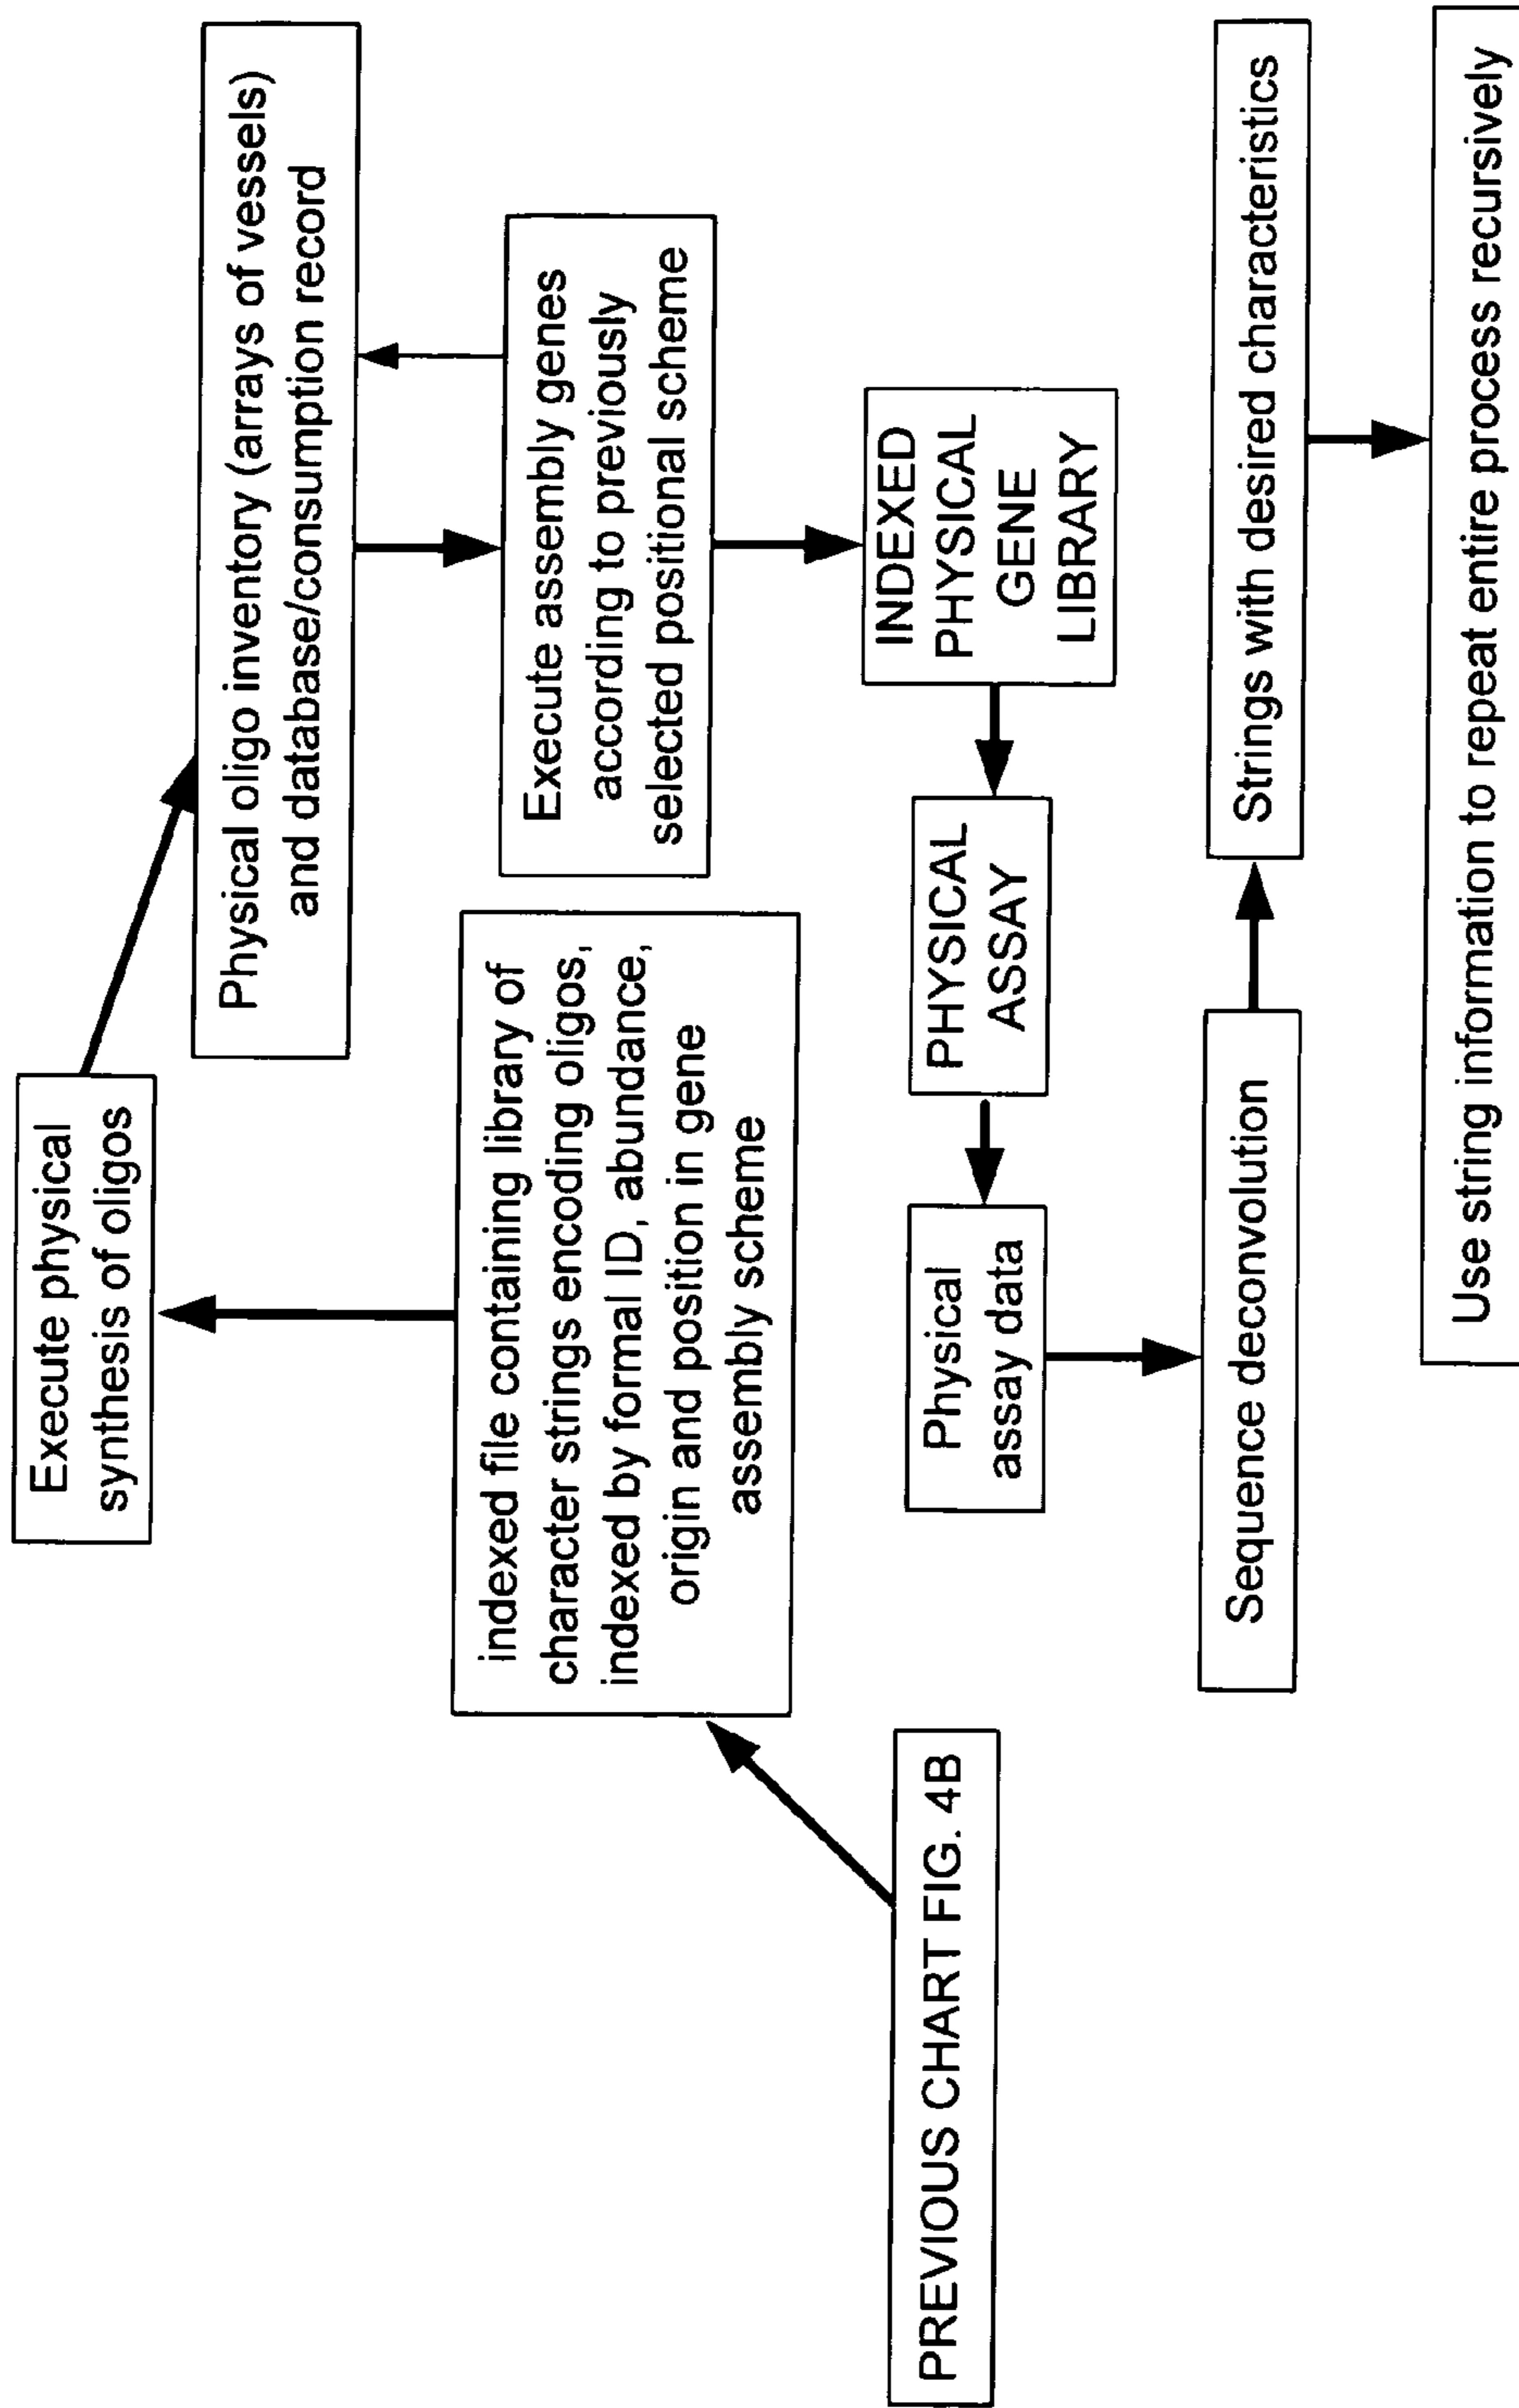 Execute physical
synthesis of oligos
Physical oligo inventory (arrays of vessels)
and database/consumption record
indexed file containing library of
character strings encoding oligos,
indexed by formal ID, abundance,
origin and position in gene
assembly scheme
Execute assembly genes
according to previously
selected positional scheme
PREVIOUS CHART FIG. 4B
INDEXED
PHYSICAL
GENE
LIBRARY
PHYSICAL
ASSAY
Physical
assay data
Sequence deconvolution
Strings with desired characteristics
Use string information to repeat entire process recursively